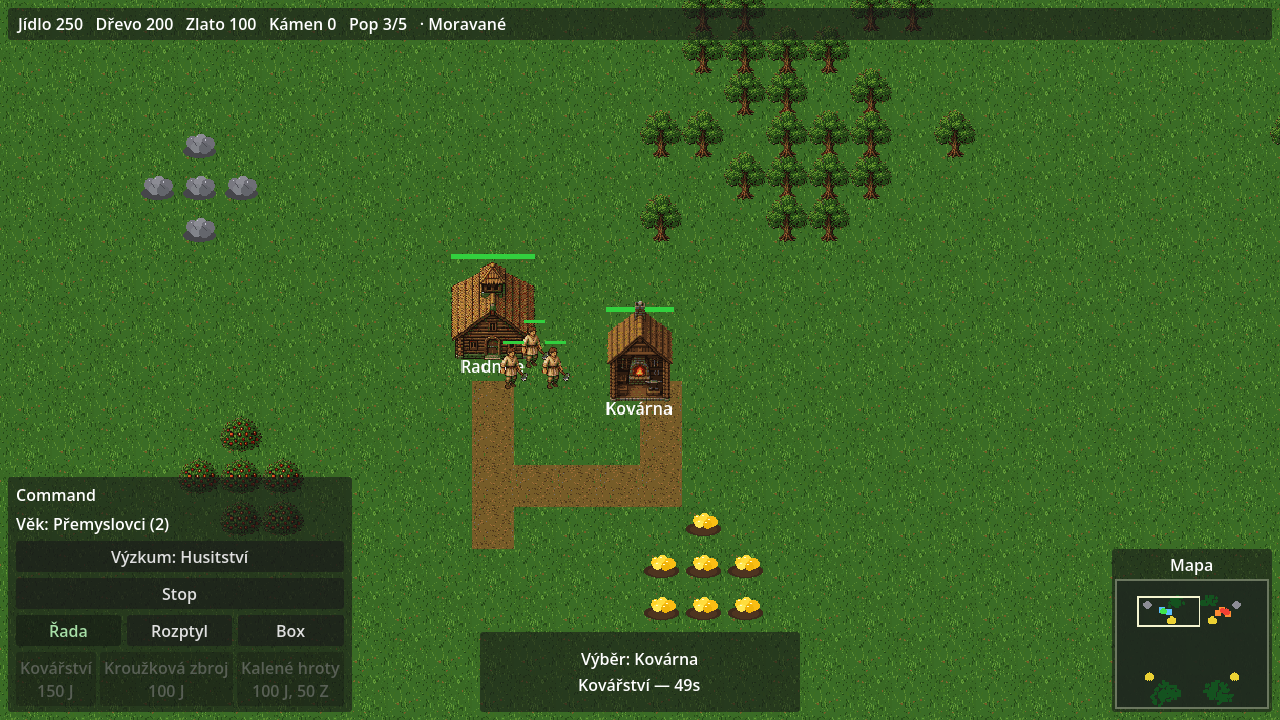 Jídlo 250 Dřevo 200 Zlato 100 Kámen 0 Pop 3/5 · Moravané
Kovárna
Command
Věk: Přemyslovci (2)
Výzkum: Husitství
Stop
Řada Rozptyl Box
Kovářství Kroužková zbroj Kalené hroty
150 J 100 J 100 J, 50 Z
Výběr: Kovárna
Kovářství — 49s
Mapa